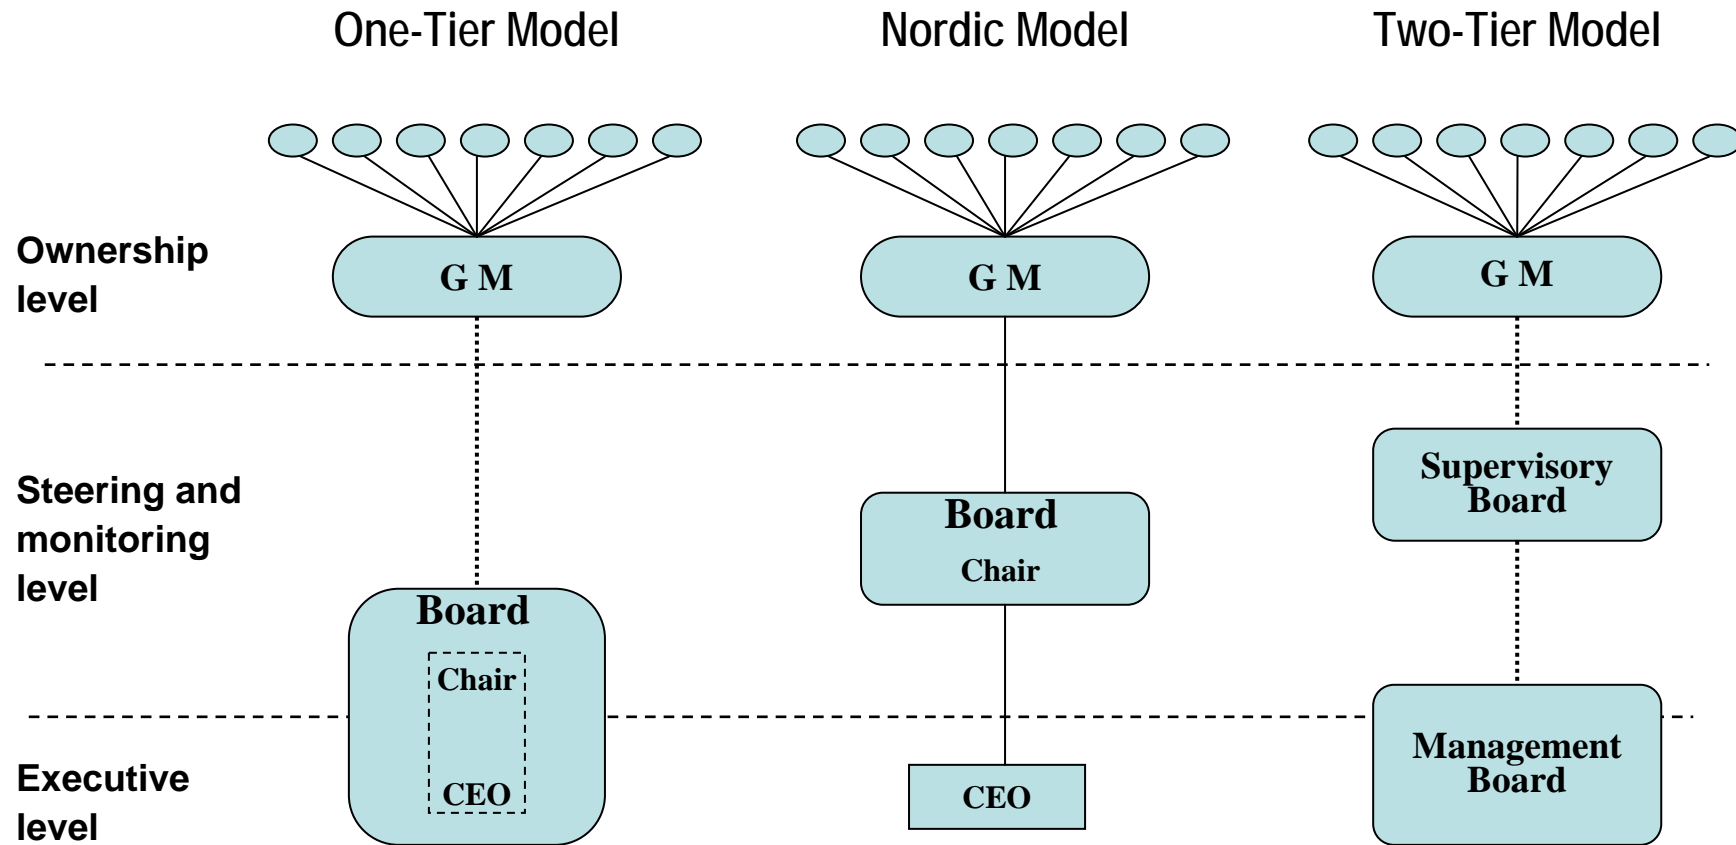 One-Tier Model
Nordic Model
Two-Tier Model
Ownership
level
G M
G M
G M
Steering and
monitoring
level
Board
Chair
CEO
Board
Chair
Supervisory
Board
Executive
level
CEO
Management
Board